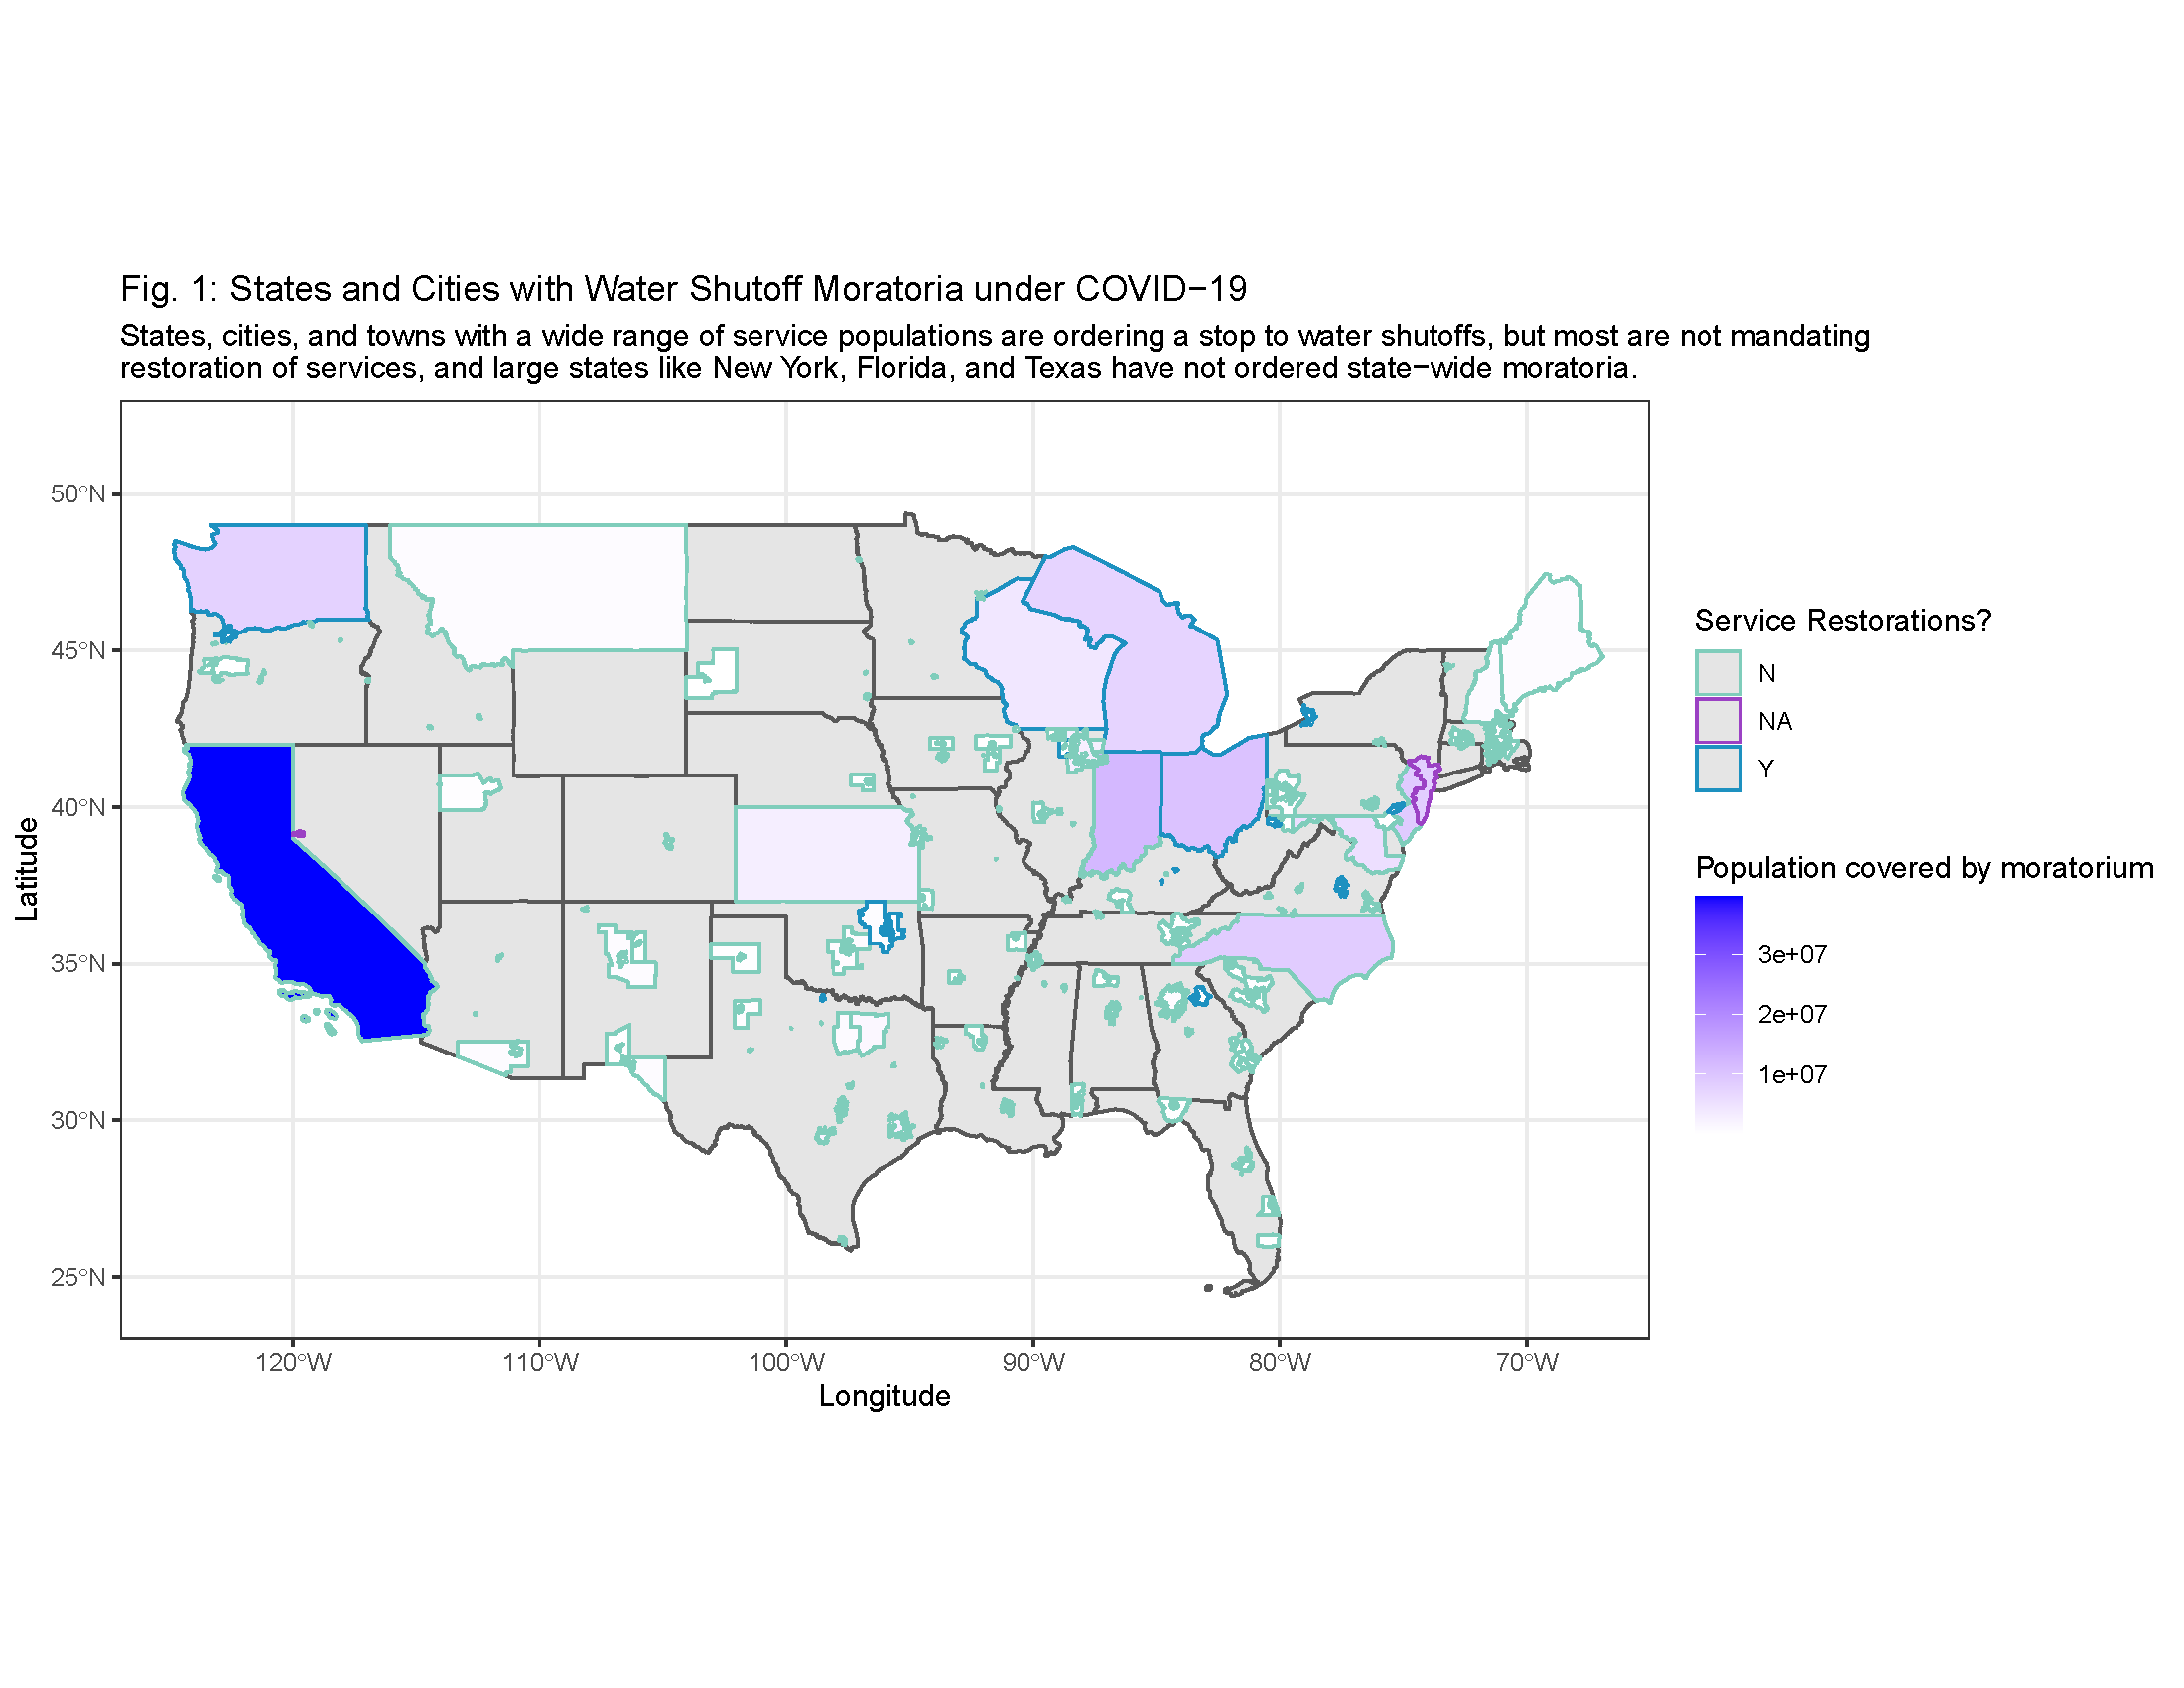 Fig. 1: States and Cities with Water Shutoff Moratoria under COVID−19
States, cities, and towns with a wide range of service populations are ordering a stop to water shutoffs, but most are not mandating
restoration of services, and large states like New York, Florida, and Texas have not ordered state−wide moratoria.
50°N
45°N
40°N
35°N
30°N
25°N
Latitude
120°W
110°W
100°W
90°W
80°W
70°W
Longitude
Service Restorations?
N
NA
Y
Population covered by moratorium
3e+07
2e+07
1e+07